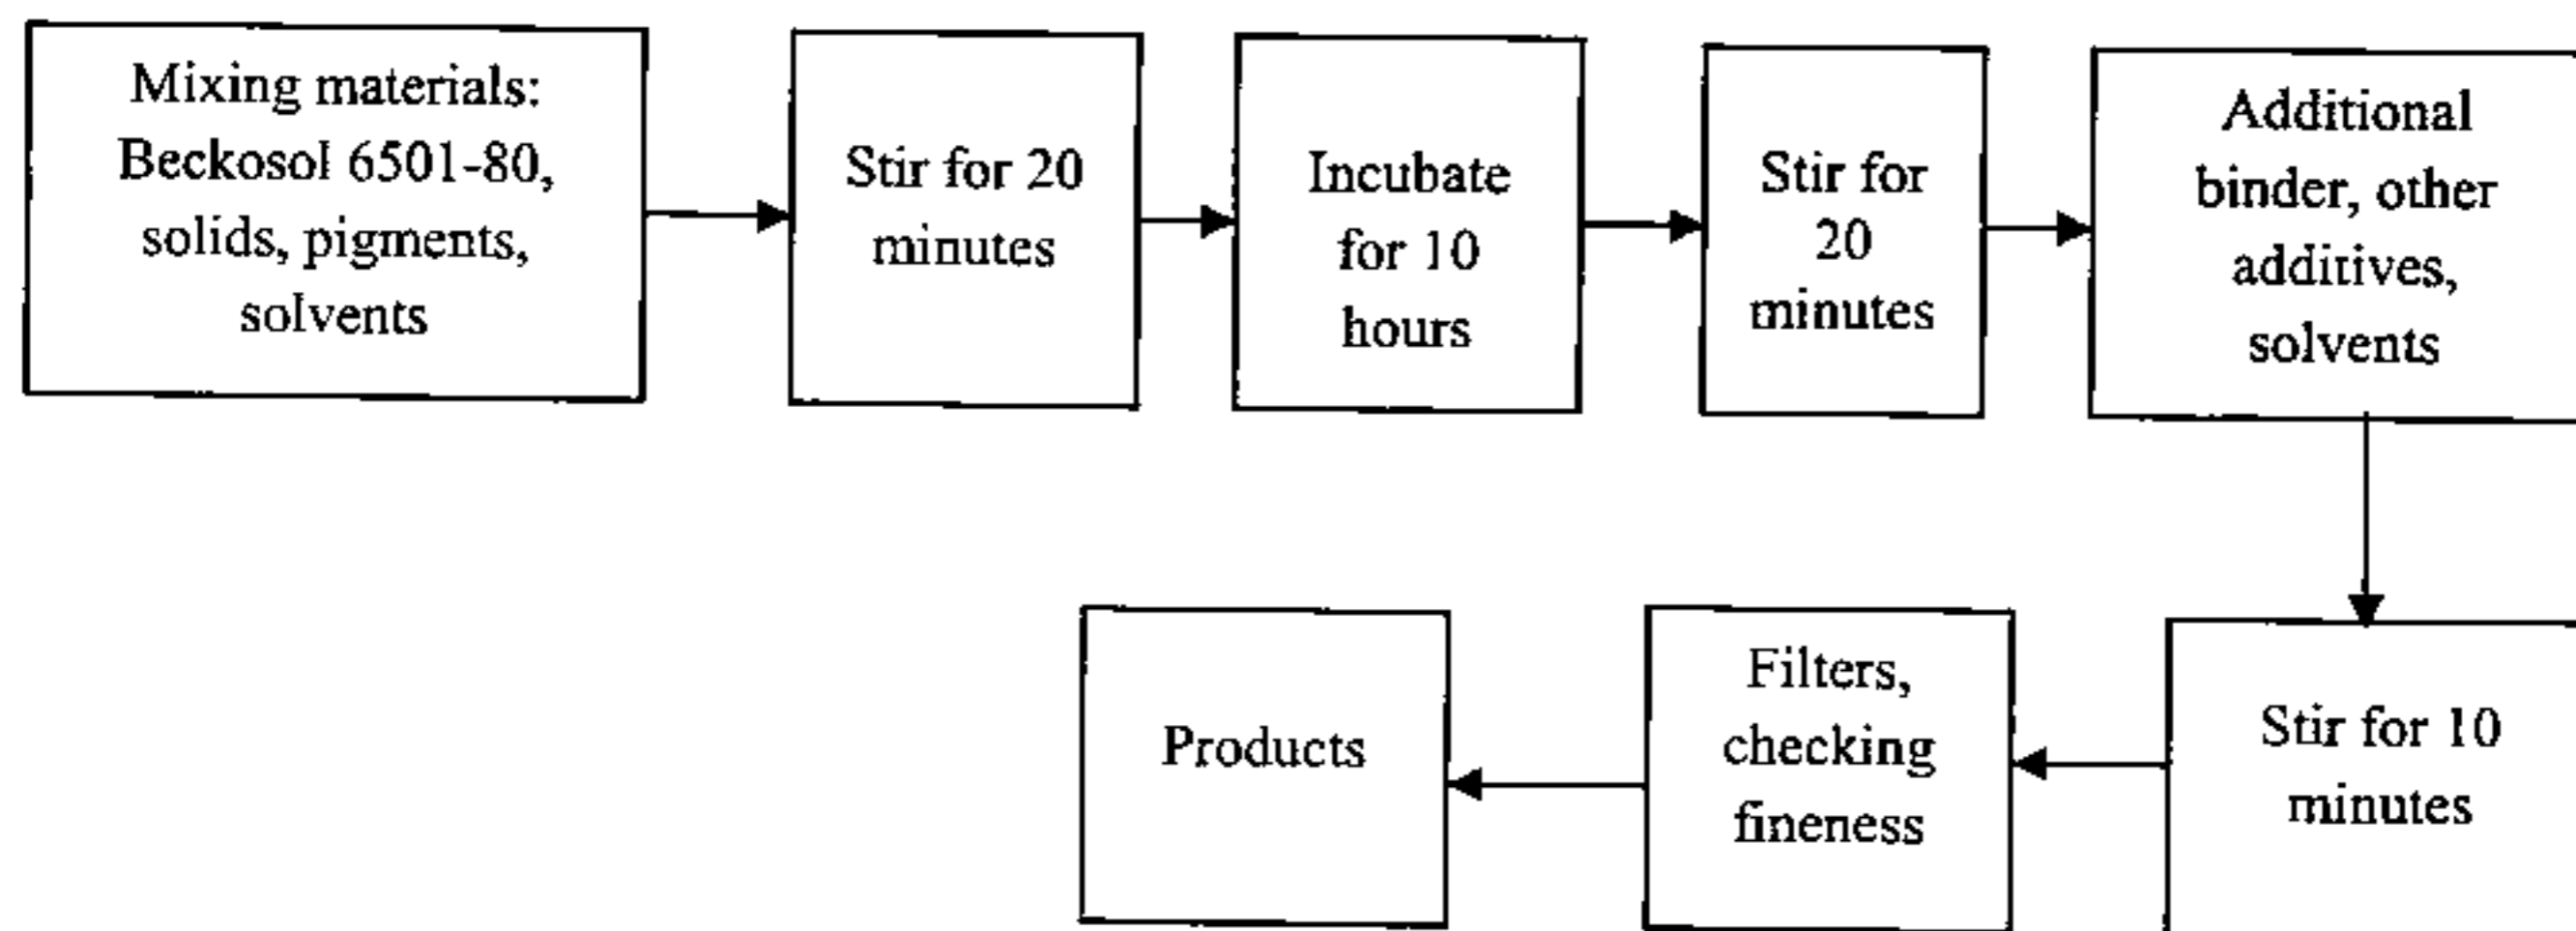 Mixing materials:
Beckosol 6501-80,
solids, pigments,
solvents
Stir for 20
minutes
Incubate
for 10
hours
Stir for
20
minutes
Additional
binder, other
additives,
solvents
Stir for 10
minutes
Filters,
checking
fineness
Products